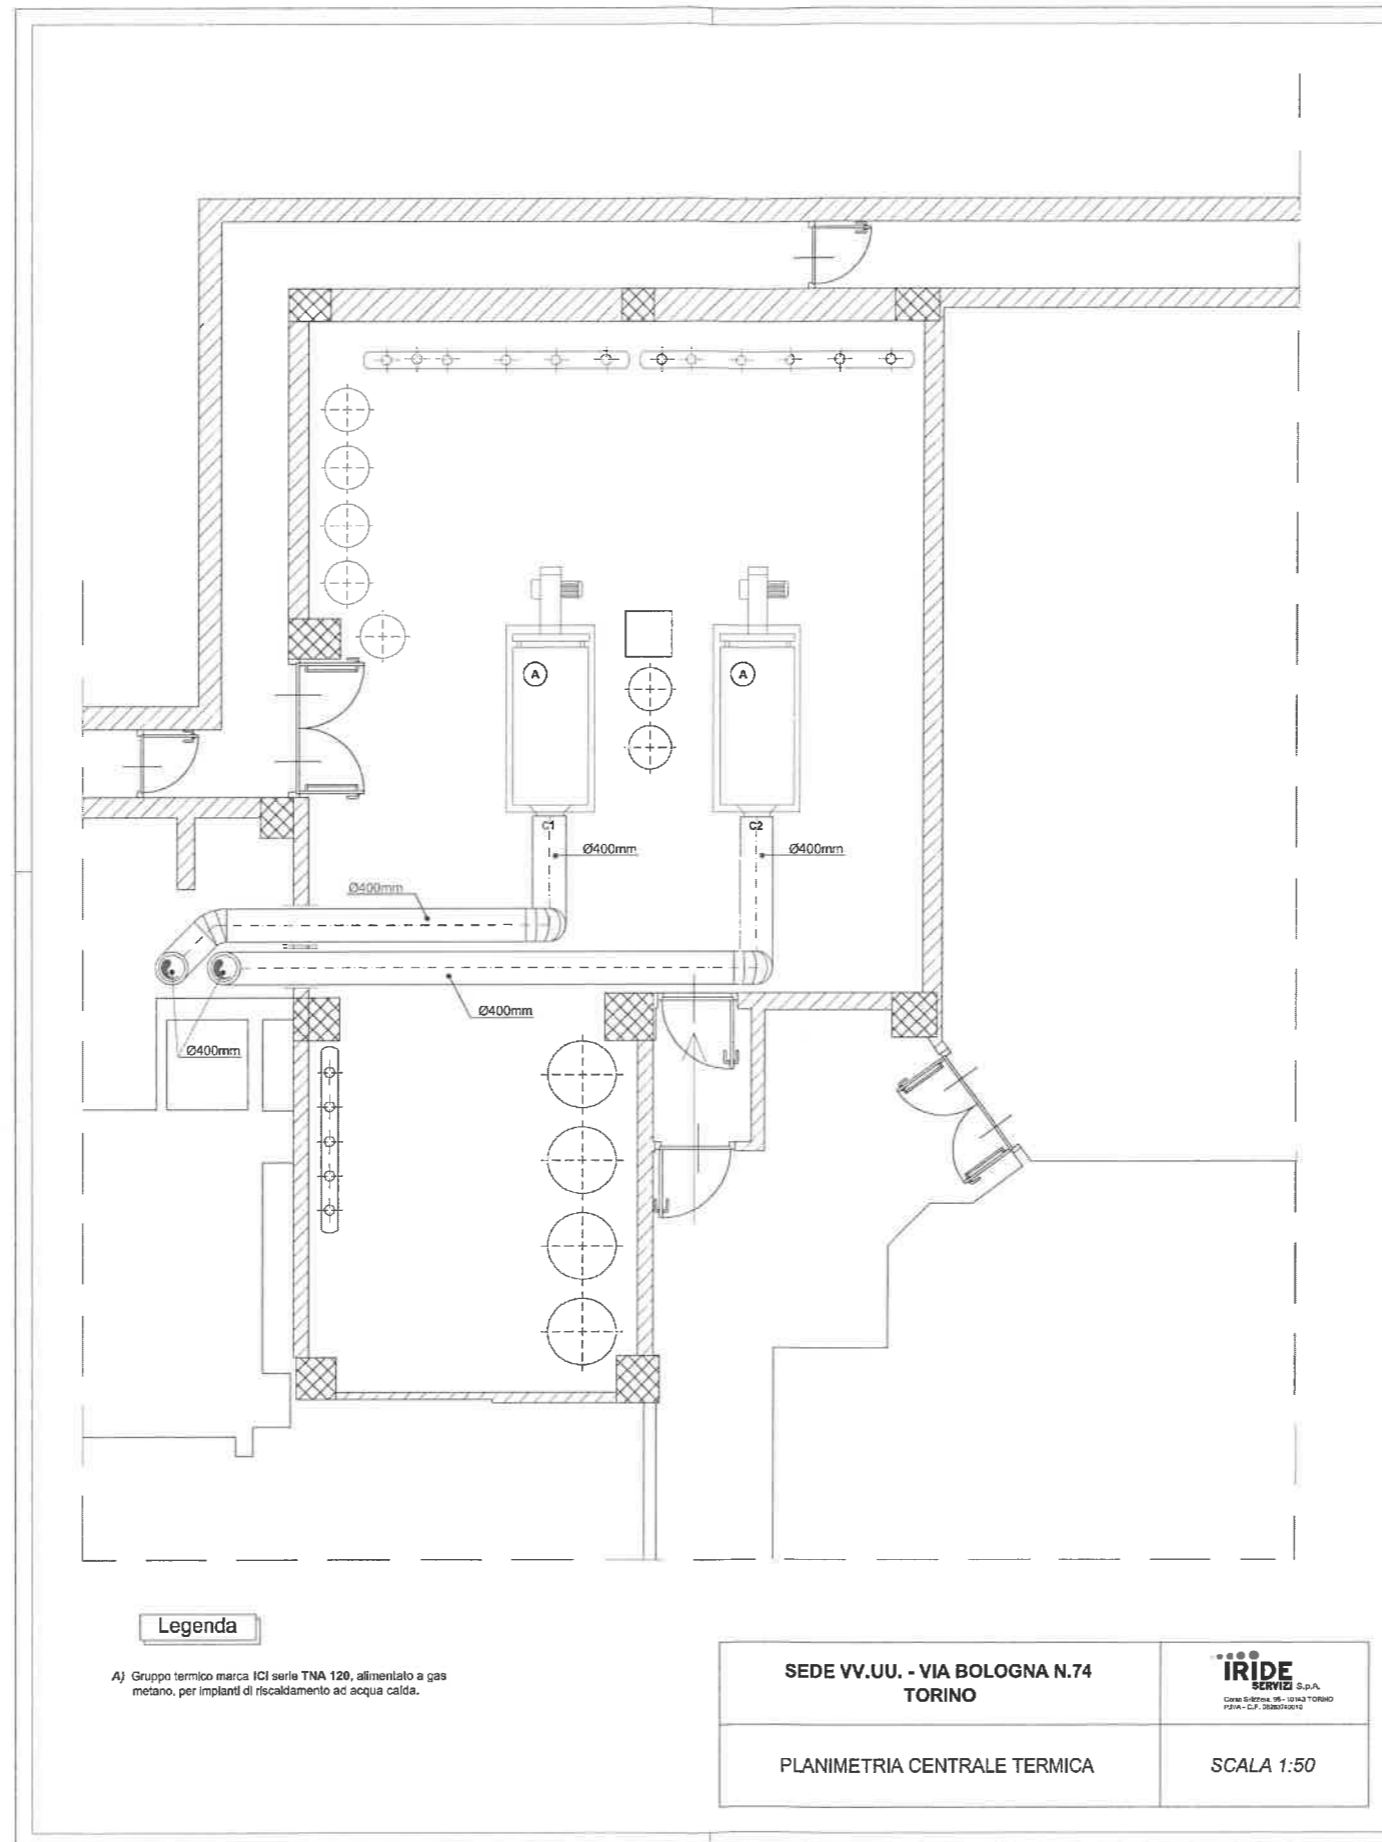 A
A
C1
C2
Ø400mm
Ø400mm
Ø400mm
Ø400mm
Ø400mm
Legenda
A) Gruppo termico marca ICI serie TNA 120, alimentato a gas
metano, per impianti di riscaldamento ad acqua calda.
SEDE VV.UU. - VIA BOLOGNA N.74
TORINO
IRIDE
SERVIZI S.p.A.
TORINO
PLANIMETRIA CENTRALE TERMICA
SCALA 1:50